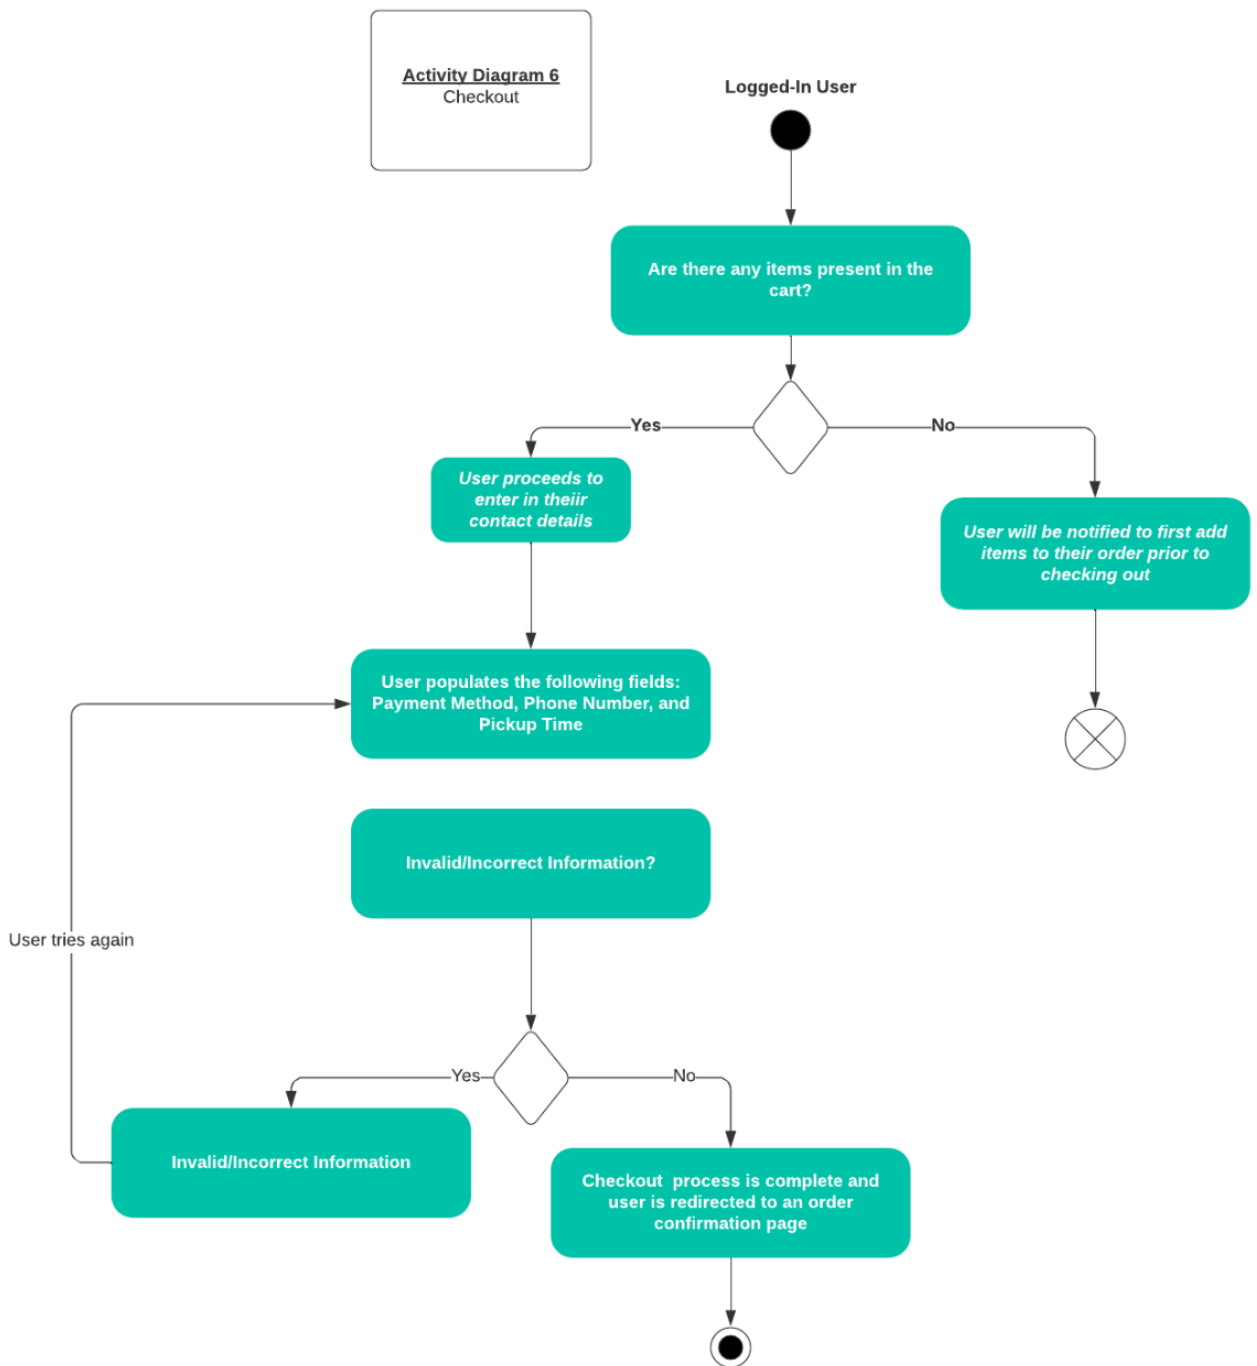 Activity Diagram 6
Checkout
Logged-In User
Are there any items present in the
cart?
Yes
No
User proceeds to
enter in theiir
contact details
User will be notified to first add
items to their order prior to
checking out
User populates the following fields:
Payment Method, Phone Number, and
Pickup Time
Invalid/Incorrect Information?
User tries again
Yes
No
Invalid/Incorrect Information
Checkout  process is complete and
user is redirected to an order
confirmation page